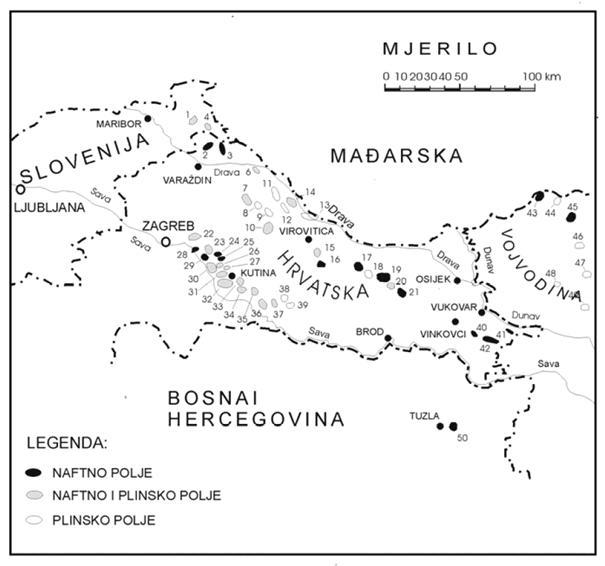 MJERILO
0 10 20 30 40 50 100 km
1
4
MARIBOR
2
3
SLOVENIJA
MAĐARSKA
VARAŽDIN
Drava
6
LJUBLJANA
Sava
7
11
14
8
9
12
13
Drava
10
ZAGREB
VIROVITICA
Sava
22
23
24
25
26
27
28
29
15
16
17
18
19
20
21
KUTINA
HRVATSKA
30
31
32
33
34
35
36
37
38
39
OSIJEK
Drava
Dunav
VOJVODINA
43
44
45
46
47
48
VUKOVAR
VINKOVCI
40
41
42
Dunav
Sava
BROD
Sava
BOSNA I
HERCEGOVINA
TUZLA
50
LEGENDA:
NAFTNO POLJE
NAFTNO I PLINSKO POLJE
PLINSKO POLJE